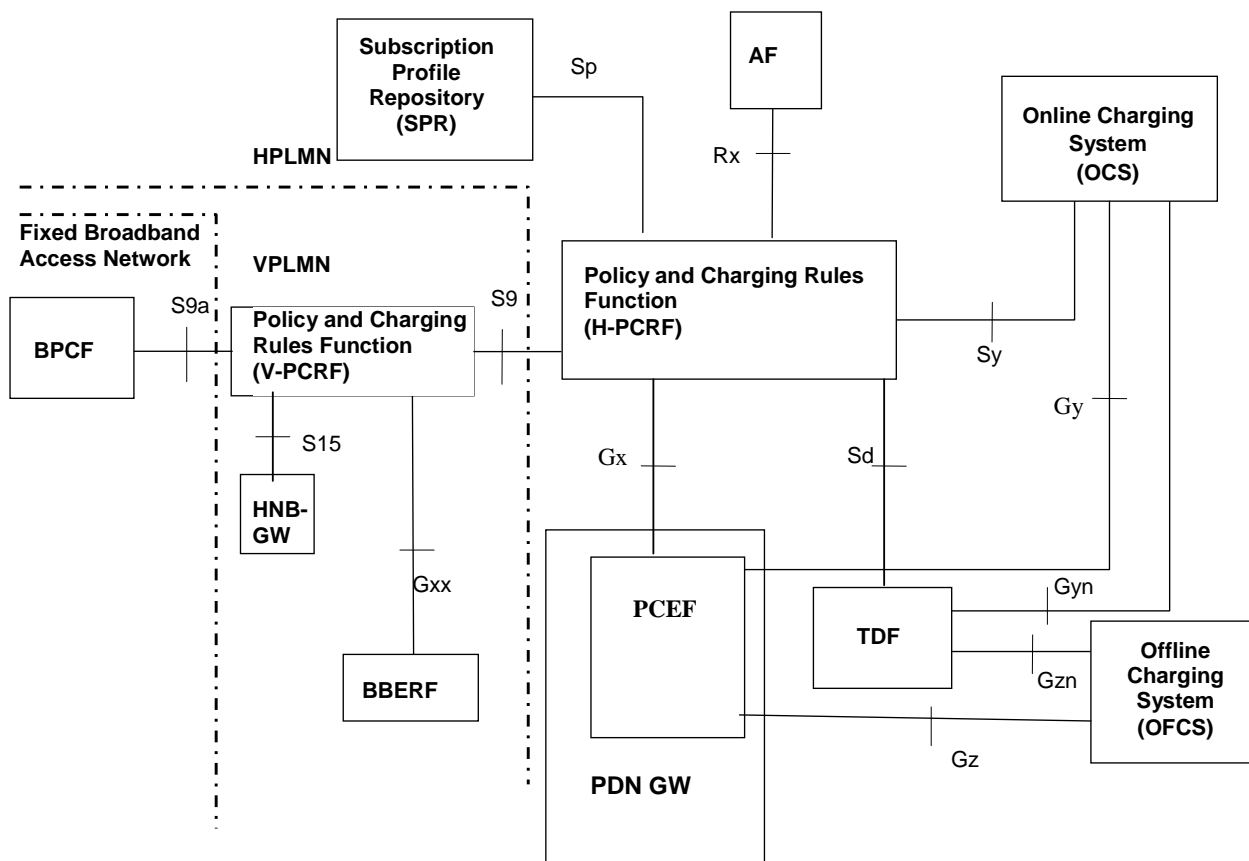 Subscription
Profile
Repository
(SPR)
Sp
AF
Rx
Online Charging
System
(OCS)
HPLMN
Fixed Broadband
Access Network
VPLMN
S9a
S9
BPCF
Policy and Charging
Rules Function
(V-PCRF)
Policy and Charging Rules
Function
(H-PCRF)
Sy
Gy
S15
Gx
Sd
HNB-
GW
Gxx
PCEF
BBERF
TDF
Gyn
Gzn
Offline
Charging
System
(OFCS)
Gz
PDN GW